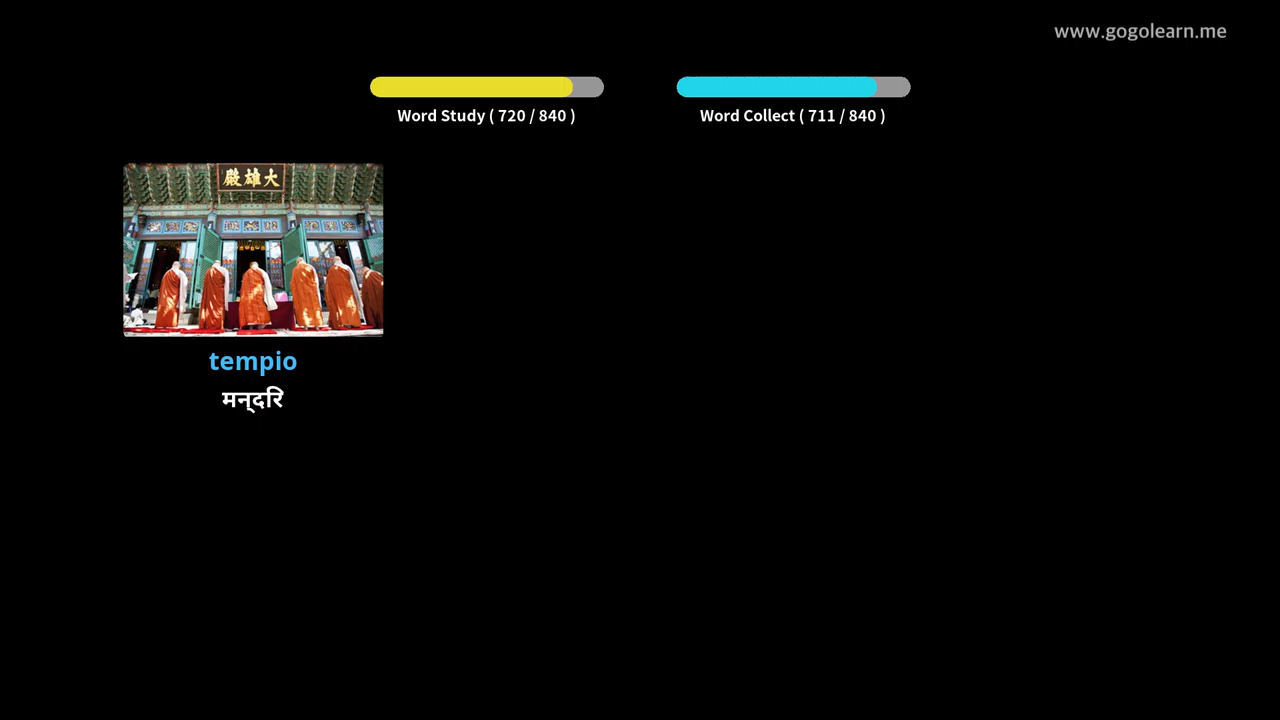 www.gogolearn.me
Word Study ( 720 / 840 )
Word Collect ( 711 / 840 )
大雄殿
tempio
मन्‌दरि